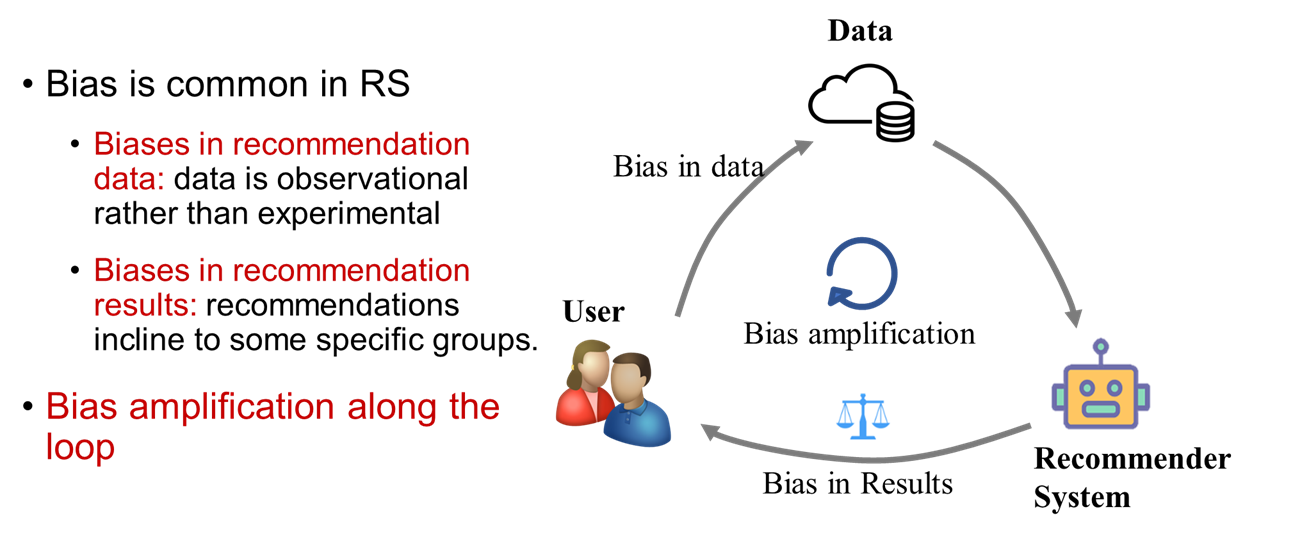 • Bias is common in RS
• Biases in recommendation
data: data is observational
rather than experimental
• Biases in recommendation
results: recommendations
incline to some specific groups.
• Bias amplification along the
loop
Data
Bias in data
User
Bias amplification
Bias in Results
Recommender
System